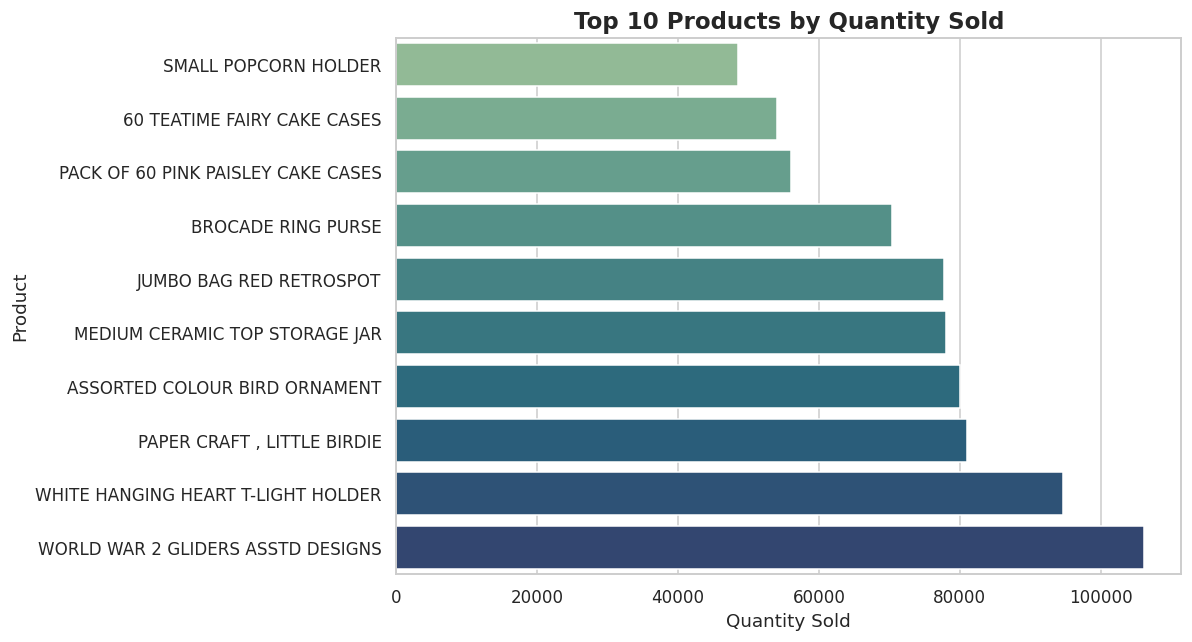 Top 10 Products by Quantity Sold
SMALL POPCORN HOLDER
60 TEATIME FAIRY CAKE CASES
PACK OF 60 PINK PAISLEY CAKE CASES
BROCADE RING PURSE
JUMBO BAG RED RETROSPOT
MEDIUM CERAMIC TOP STORAGE JAR
ASSORTED COLOUR BIRD ORNAMENT
PAPER CRAFT , LITTLE BIRDIE
WHITE HANGING HEART T-LIGHT HOLDER
WORLD WAR 2 GLIDERS ASSTD DESIGNS
Product
0 20000 40000 60000 80000 100000
Quantity Sold